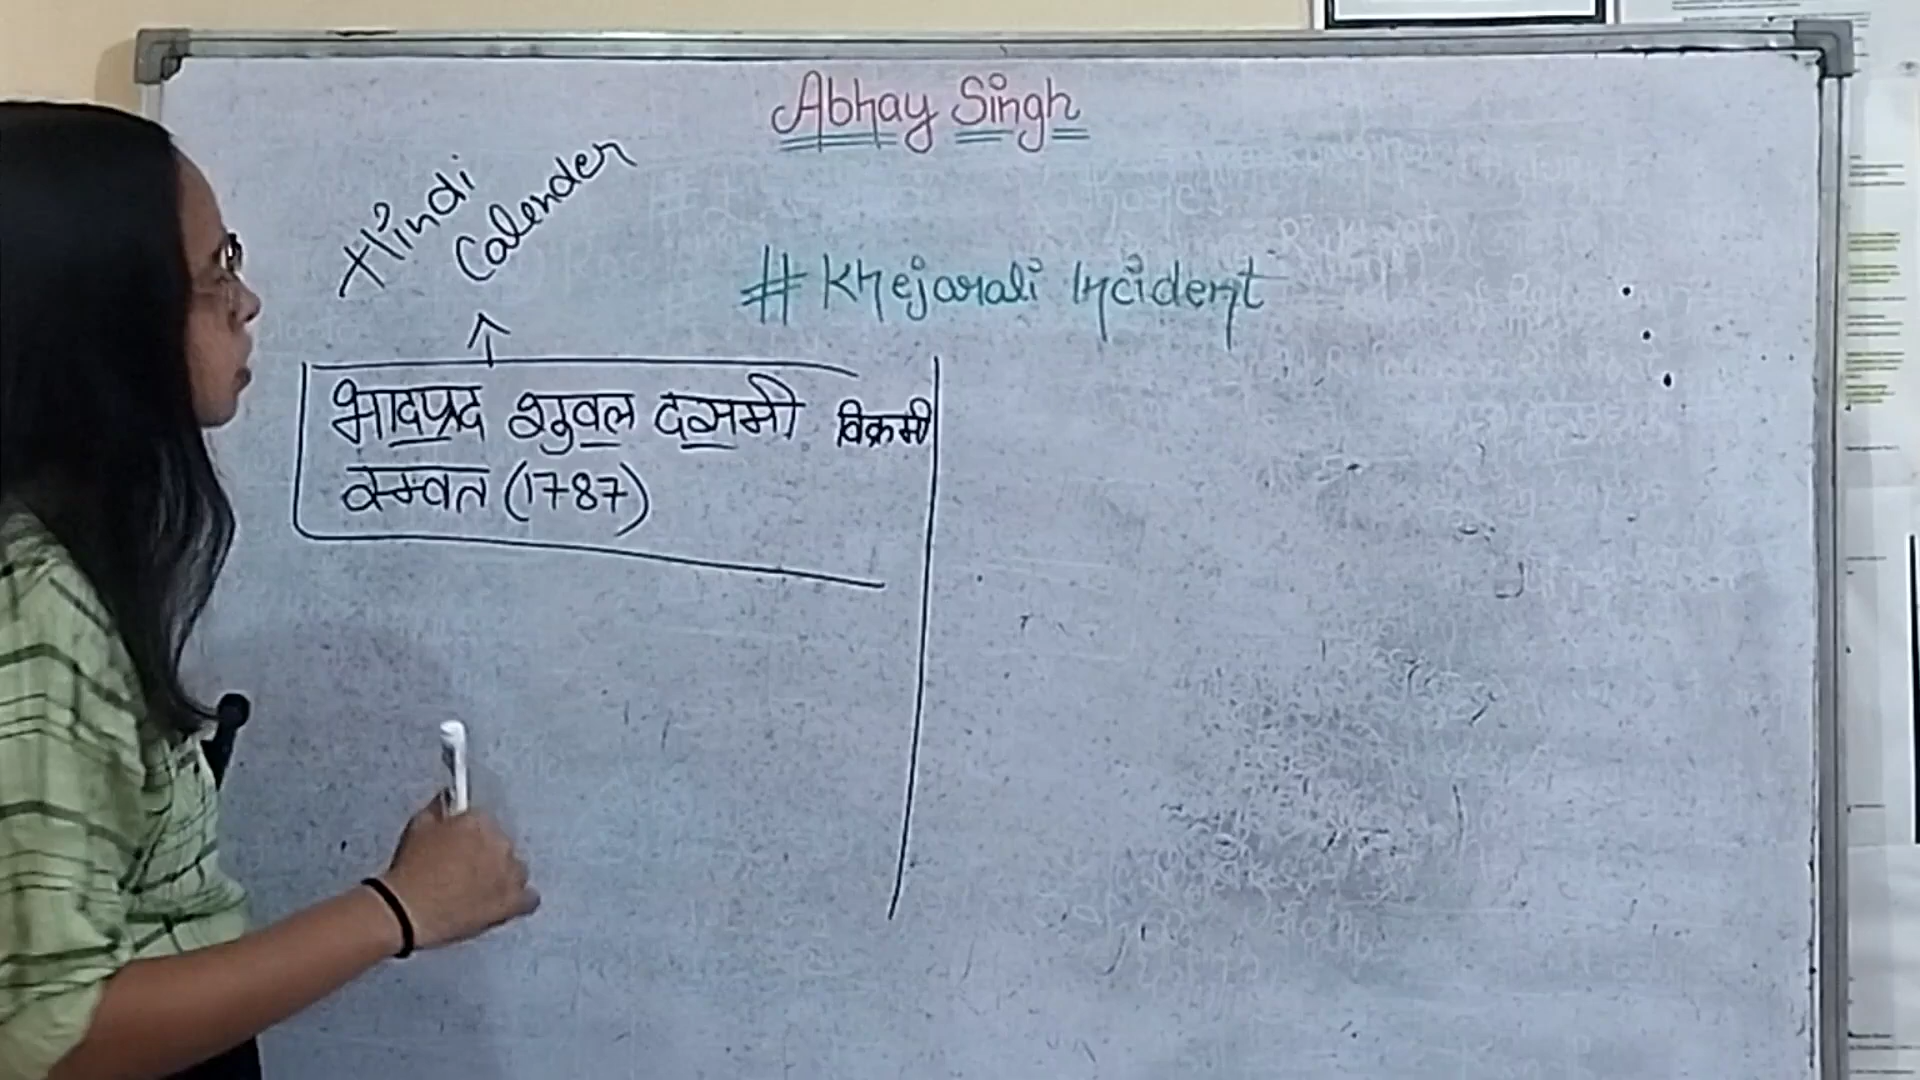 Abhay Singh
Hindi
Calender
# Khejarali Incident
भादप्रद शुक्ल दसमी विक्रमी
सम्वत (1787)